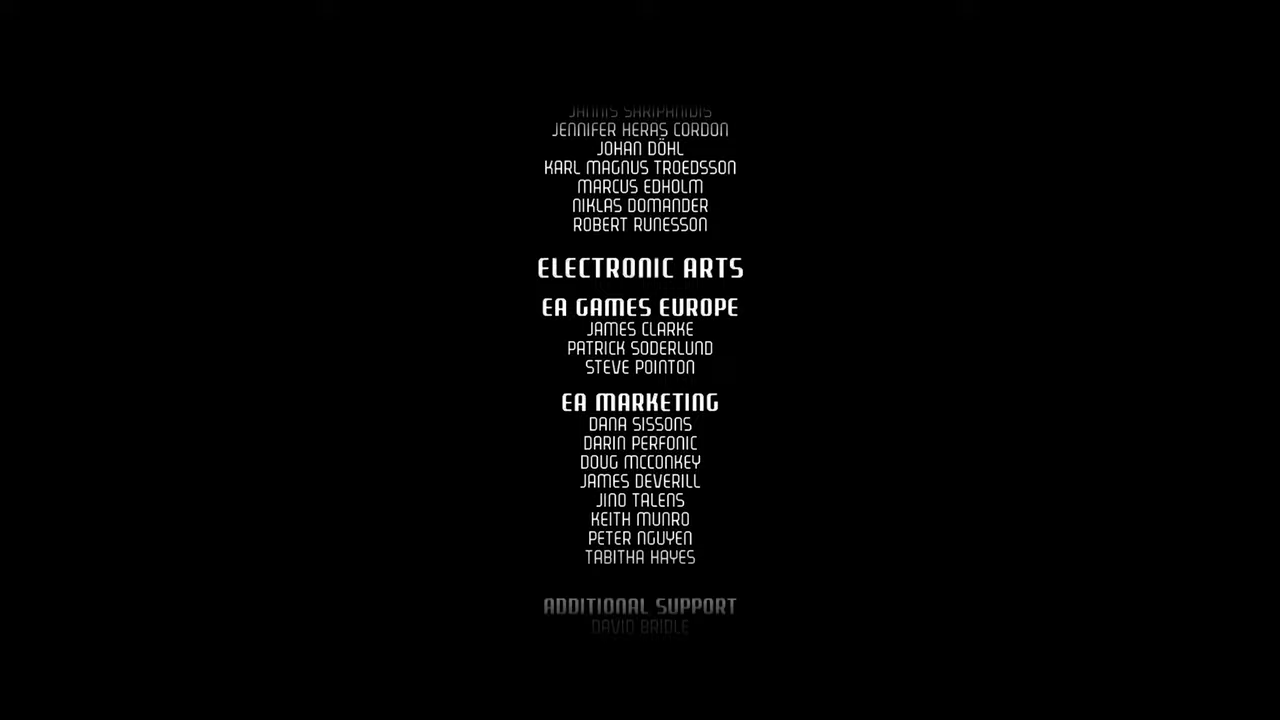 JANNIS SARIPANIDIS
JENNIFER HERAS CORDON
JOHAN DÖHL
KARL MAGNUS TROEDSSON
MARCUS EDHOLM
NIKLAS DOMANDER
ROBERT RUNESSON
ELECTRONIC ARTS
EA GAMES EUROPE
JAMES CLARKE
PATRICK SODERLUND
STEVE POINTON
EA MARKETING
DANA SISSONS
DARIN PERFONIC
DOUG MCCONKEY
JAMES DEVERILL
JINO TALENS
KEITH MUNRO
PETER NGUYEN
TABITHA HAYES
ADDITIONAL SUPPORT
DAVID BRIDLE